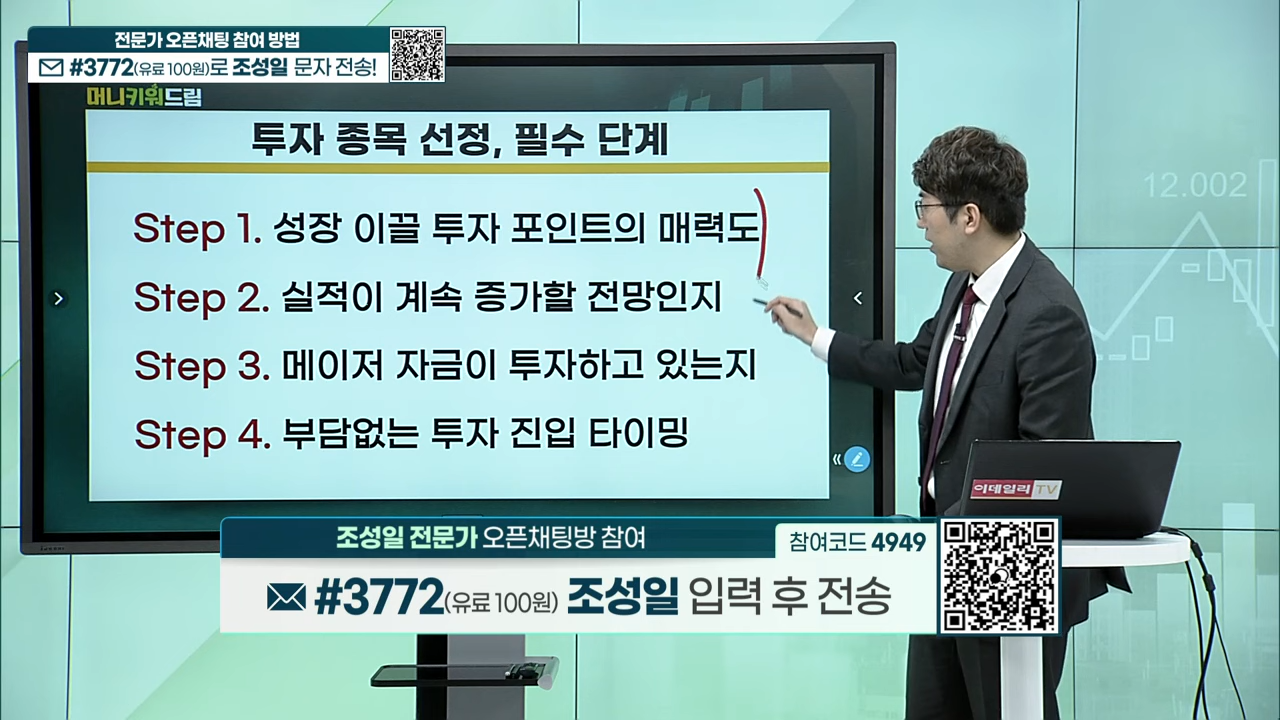 전문가 오픈채팅 참여 방법
#3772(유료 100원)로 조성일 문자 전송!
머니키워드림
투자 종목 선정, 필수 단계
Step 1. 성장 이끌 투자 포인트의 매력도
Step 2. 실적이 계속 증가할 전망인지
Step 3. 메이저 자금이 투자하고 있는지
Step 4. 부담없는 투자 진입 타이밍
12.002
이데일리 TV
조성일 전문가 오픈채팅방 참여
참여코드 4949
#3772(유료 100원) 조성일 입력 후 전송